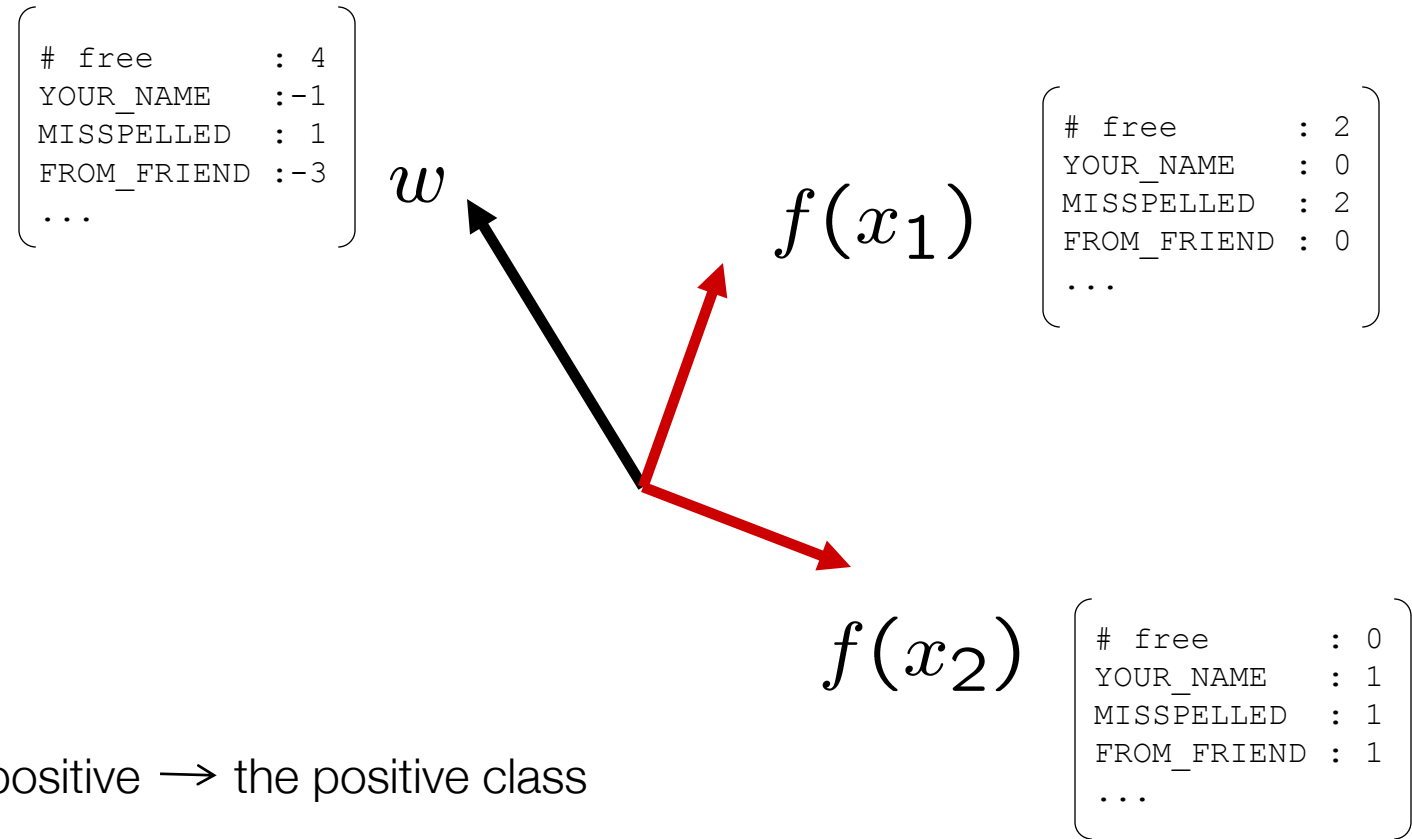 # free : 4
YOUR_NAME :-1
MISSPELLED : 1
FROM_FRIEND :-3
...
w
f(x₁)
# free : 2
YOUR_NAME : 0
MISSPELLED : 2
FROM_FRIEND : 0
...
f(x₂)
# free : 0
YOUR_NAME : 1
MISSPELLED : 1
FROM_FRIEND : 1
...
positive → the positive class